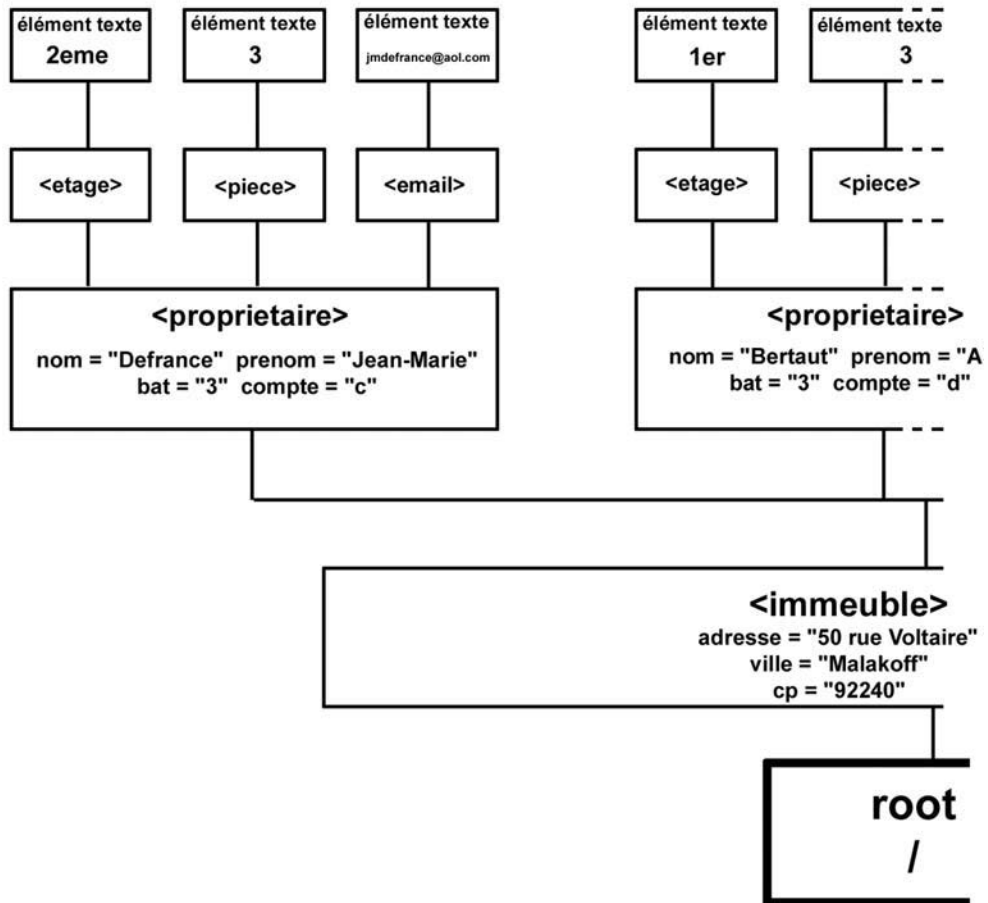 élément texte
2eme
élément texte
3
élément texte
jmdefrance@aol.com
élément texte
1er
élément texte
3
<etage>
<piece>
<email>
<etage>
<piece>
<proprietaire>
nom = "Defrance" prenom = "Jean-Marie"
bat = "3" compte = "c"
<proprietaire>
nom = "Bertaut" prenom = "A
bat = "3" compte = "d"
<immeuble>
adresse = "50 rue Voltaire"
ville = "Malakoff"
cp = "92240"
root
/